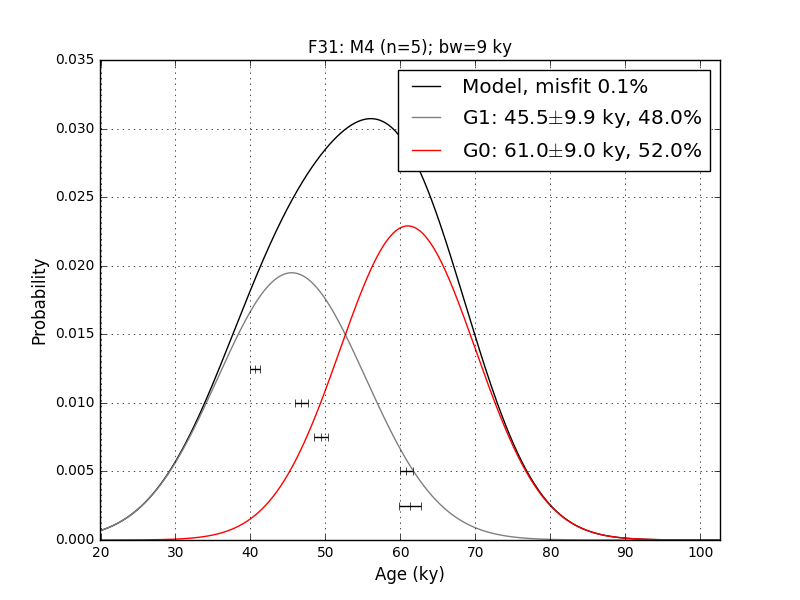 F31: M4 (n=5); bw=9 ky
0.035
0.030
0.025
0.020
0.015
0.010
0.005
0.000
Probability
Model, misfit 0.1%
G1: 45.5±9.9 ky, 48.0%
G0: 61.0±9.0 ky, 52.0%
20 30 40 50 60 70 80 90 100
Age (ky)